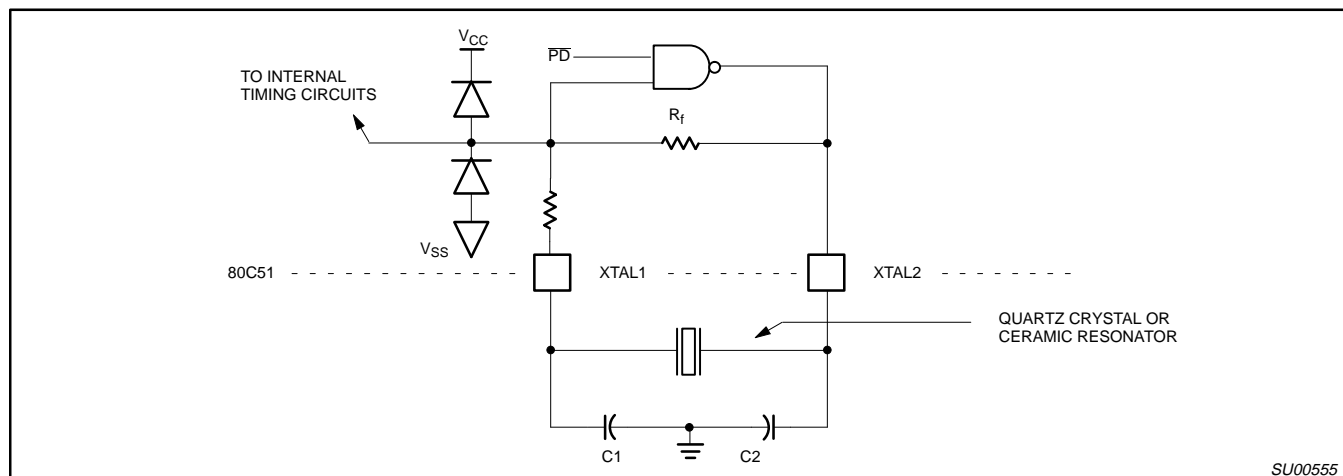 V_CC
PD
TO INTERNAL
TIMING CIRCUITS
R_f
V_SS
80C51
XTAL1
XTAL2
QUARTZ CRYSTAL OR
CERAMIC RESONATOR
C1
C2
SU00555